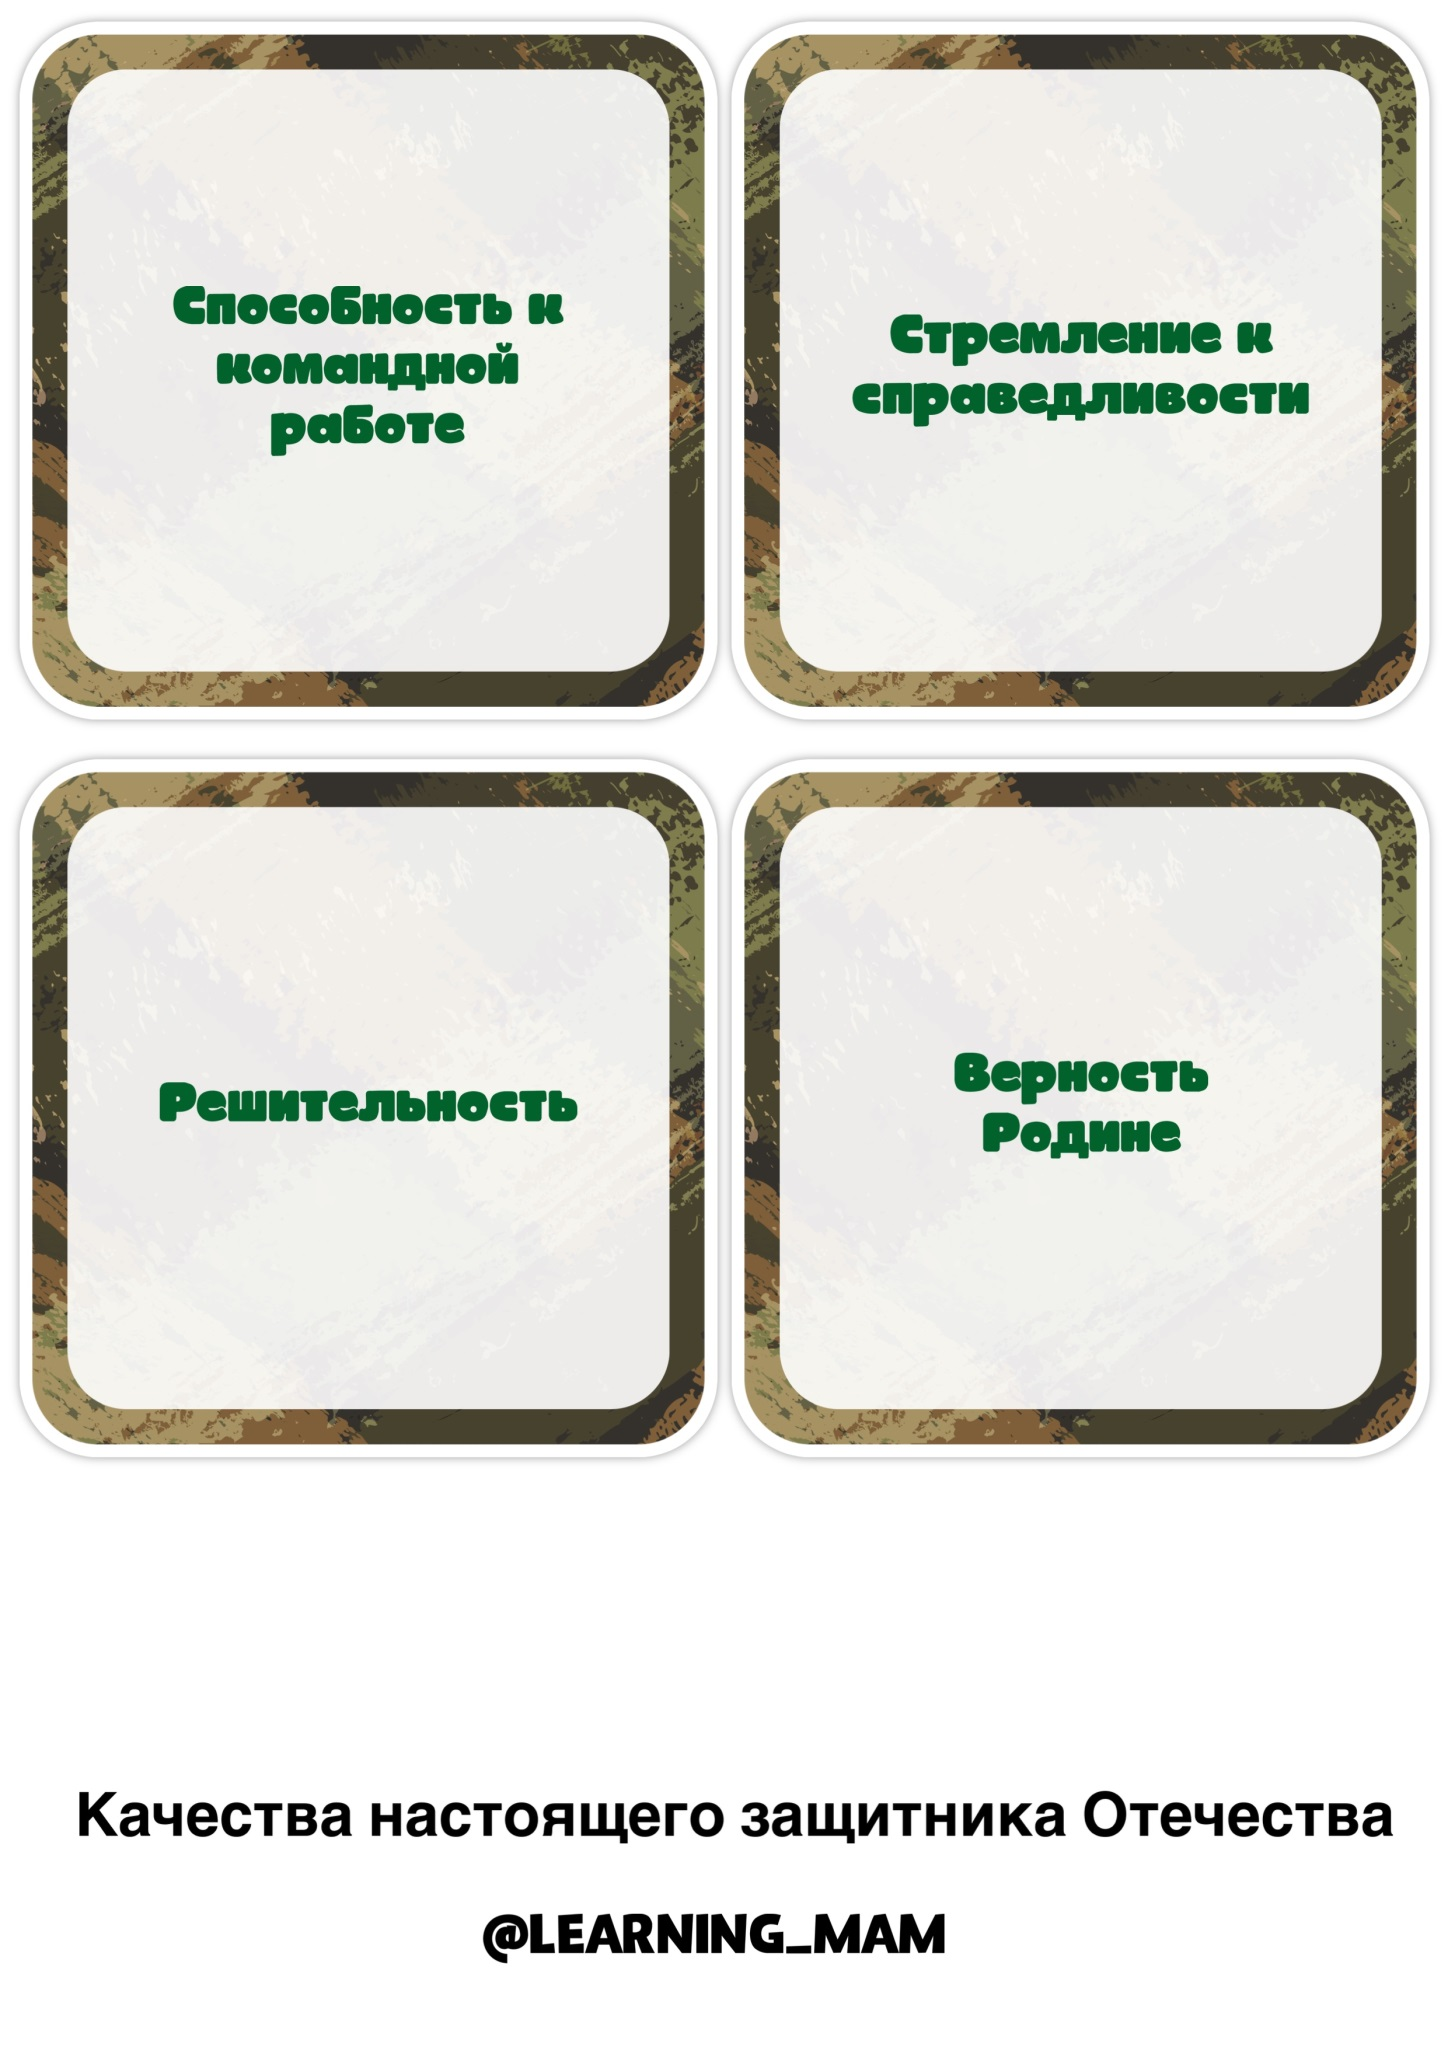 Способность к
командной
работе
Стремление к
справедливости
Решительность
Верность
Родине
Качества настоящего защитника Отечества
@LEARNING_MAM